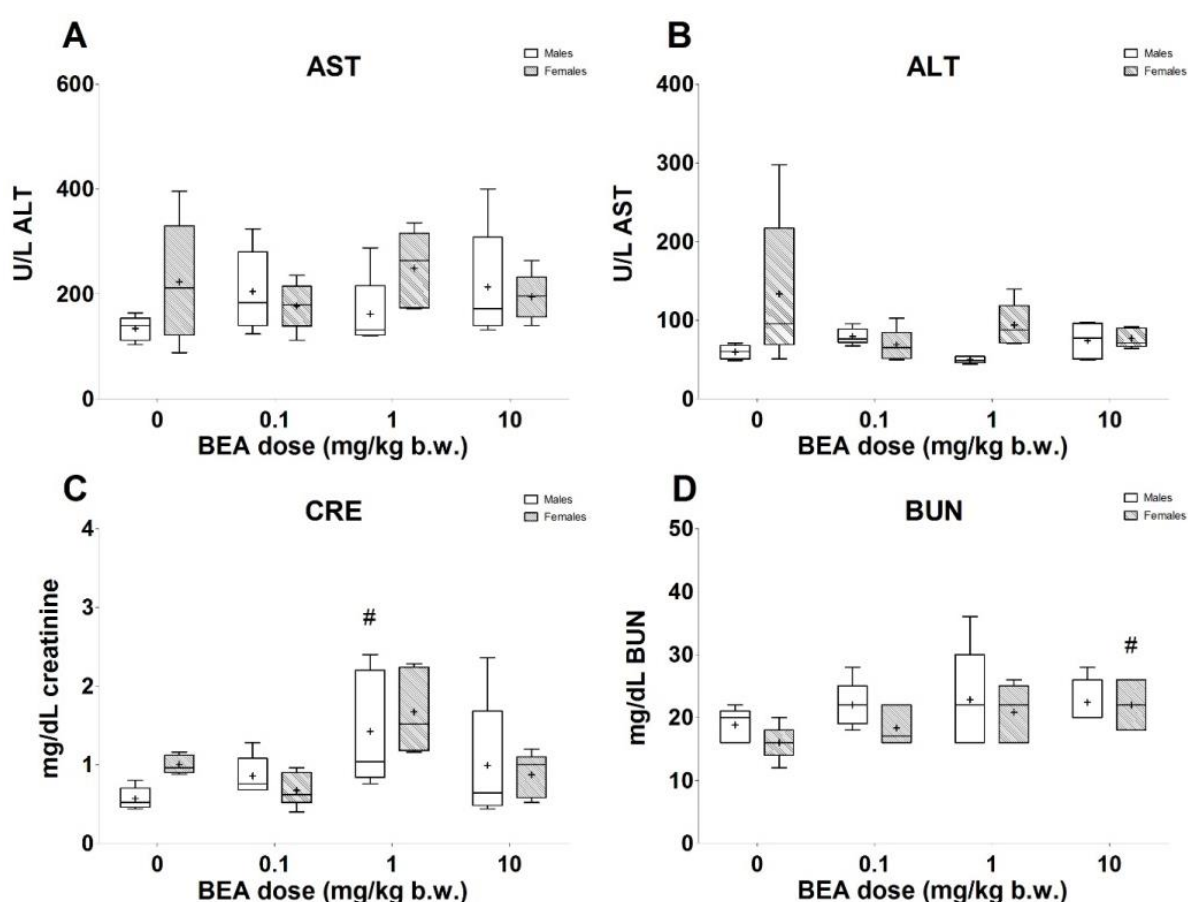 A
AST
Males
Females
U/L ALT
600
400
200
0
0 0.1 1 10
BEA dose (mg/kg b.w.)
B
ALT
Males
Females
U/L AST
400
300
200
100
0
0 0.1 1 10
BEA dose (mg/kg b.w.)
C
CRE
Males
Females
mg/dL creatinine
4
3
2
1
0
#
0 0.1 1 10
BEA dose (mg/kg b.w.)
D
BUN
Males
Females
mg/dL BUN
50
40
30
20
10
0
#
0 0.1 1 10
BEA dose (mg/kg b.w.)